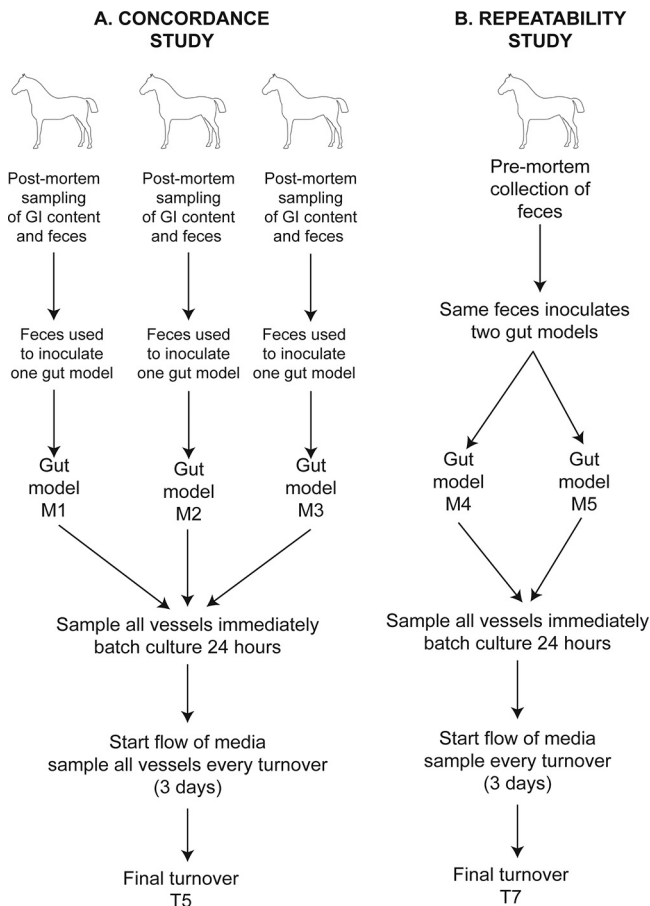 A. CONCORDANCE
STUDY
Post-mortem
sampling
of GI content
and feces
Post-mortem
sampling
of GI content
and feces
Post-mortem
sampling
of GI content
and feces
Feces used
to inoculate
one gut model
Feces used
to inoculate
one gut model
Feces used
to inoculate
one gut model
Gut
model
M1
Gut
model
M2
Gut
model
M3
Sample all vessels immediately
batch culture 24 hours
Start flow of media
sample all vessels every turnover
(3 days)
Final turnover
T5
B. REPEATABILITY
STUDY
Pre-mortem
collection of
feces
Same feces inoculates
two gut models
Gut
model
M4
Gut
model
M5
Sample all vessels immediately
batch culture 24 hours
Start flow of media
sample every turnover
(3 days)
Final turnover
T7